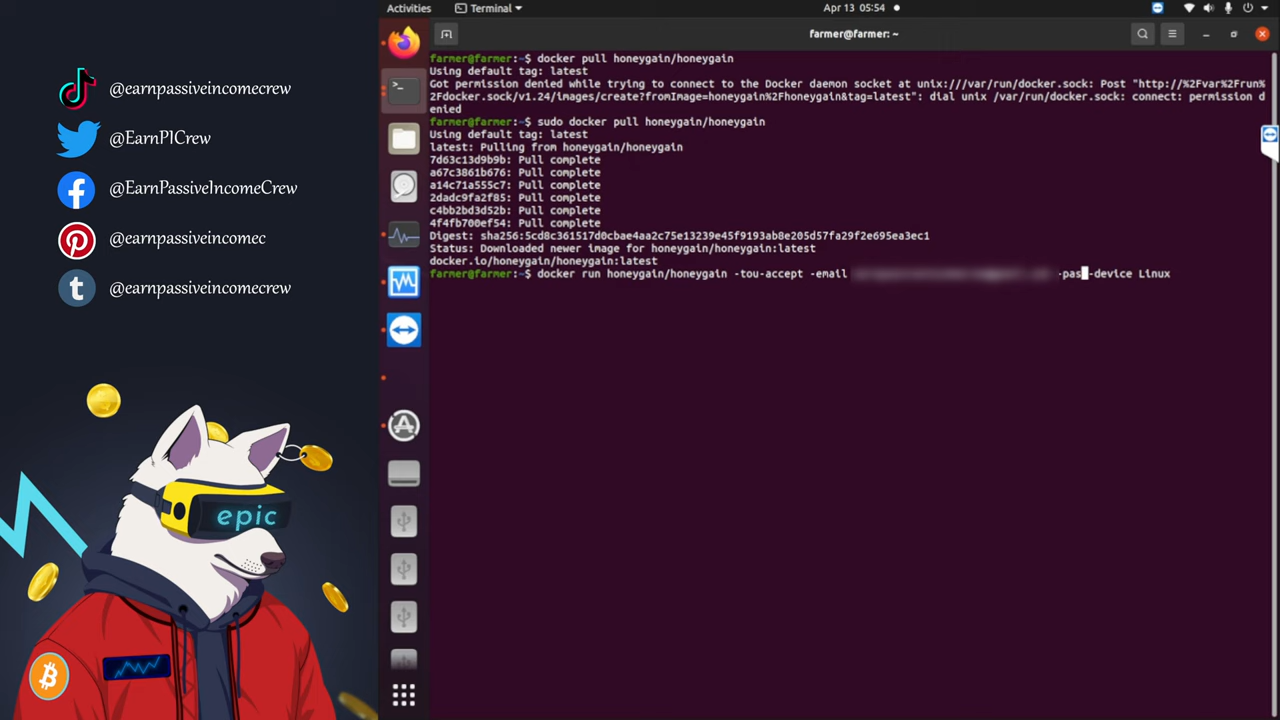 @earnpassiveincomecrew
@EarnPICrew
@EarnPassiveIncomeCrew
@earnpassiveincomec
@earnpassiveincomecrew
epic
Activities
Terminal
Apr 13 05:54
farmer@farmer: ~
farmer@farmer:~$ docker pull honeygain/honeygain
Using default tag: latest
Got permission denied while trying to connect to the Docker daemon socket at unix:///var/run/docker.sock: Post "http://%2Fvar%2Frun%
2Fdocker.sock/v1.24/images/create?fromImage=honeygain%2Fhoneygain&tag=latest": dial unix /var/run/docker.sock: connect: permission d
enied
farmer@farmer:~$ sudo docker pull honeygain/honeygain
Using default tag: latest
latest: Pulling from honeygain/honeygain
7d63c13d9b9b: Pull complete
a67c3861b676: Pull complete
a14c71a555c7: Pull complete
2dadc9fa2f85: Pull complete
c4bb2bd3d52b: Pull complete
4f4fb700ef54: Pull complete
Digest: sha256:5cd8c361517d0cbae4aa2c75e13239e45f9193ab8e205d57fa29f2e695ea3ec1
Status: Downloaded newer image for honeygain/honeygain:latest
docker.io/honeygain/honeygain:latest
farmer@farmer:~$ docker run honeygain/honeygain -tou-accept -email -pas -device Linux